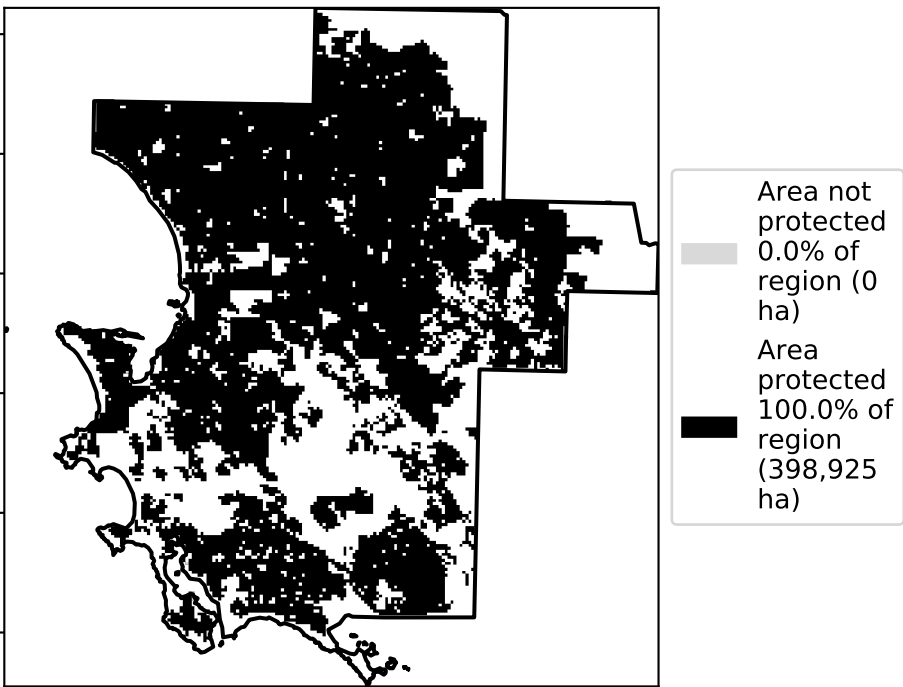 Area not
protected
0.0% of
region (0
ha)
Area
protected
100.0% of
region
(398,925
ha)